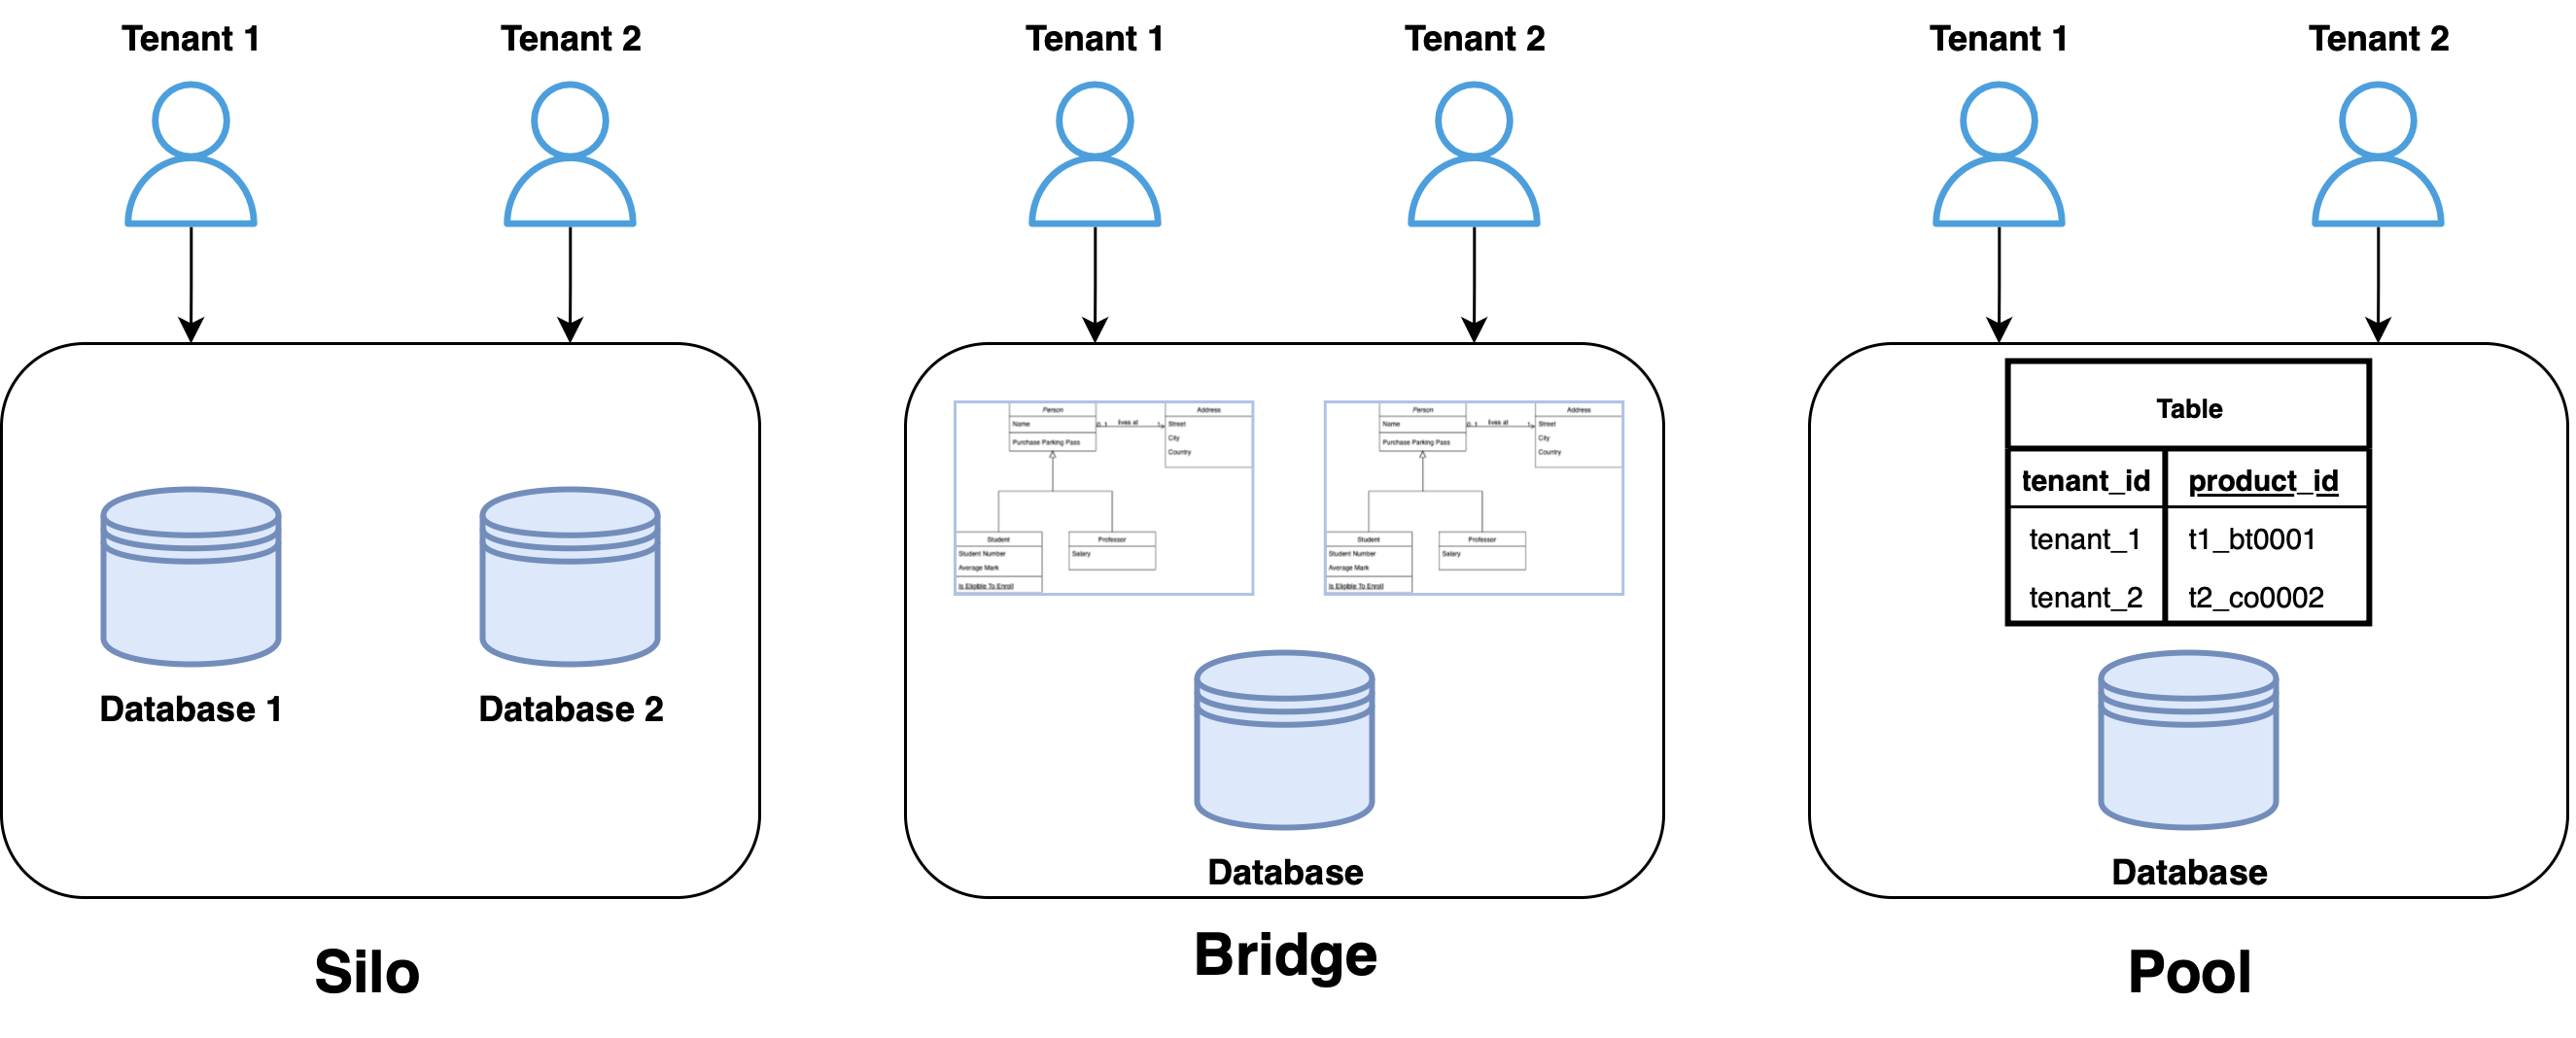 Tenant 1
Tenant 2
Database 1
Database 2
Silo
Tenant 1
Tenant 2
Person
Name
Purchase Parking Pass
0..1 lives at 1
Address
Street
City
Country
Student
Student Number
Average Mark
Is Eligible To Enroll
Professor
Salary
Person
Name
Purchase Parking Pass
0..1 lives at 1
Address
Street
City
Country
Student
Student Number
Average Mark
Is Eligible To Enroll
Professor
Salary
Database
Bridge
Tenant 1
Tenant 2
Table
tenant_id product_id
tenant_1 t1_bt0001
tenant_2 t2_co0002
Database
Pool